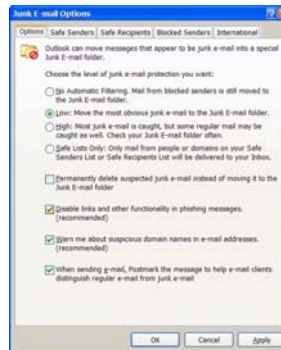 Junk E-mail Options
Options Safe Senders Safe Recipients Blocked Senders International
Outlook can move messages that appear to be junk e-mail into a special
Junk E-mail folder.
Choose the level of junk e-mail protection you want:
No Automatic Filtering. Mail from blocked senders is still moved to
the Junk E-mail folder.
Low: Move the most obvious junk e-mail to the Junk E-mail folder.
High: Most junk e-mail is caught, but some regular mail may be
caught as well. Check your Junk E-mail folder often.
Safe Lists Only: Only mail from people or domains on your Safe
Senders List or Safe Recipients List will be delivered to your Inbox.
Permanently delete suspected junk e-mail instead of moving it to the
Junk E-mail folder
Disable links and other functionality in phishing messages.
(recommended)
Warn me about suspicious domain names in e-mail addresses.
(recommended)
When sending e-mail, Postmark the message to help e-mail clients
distinguish regular e-mail from junk e-mail
OK Cancel Apply